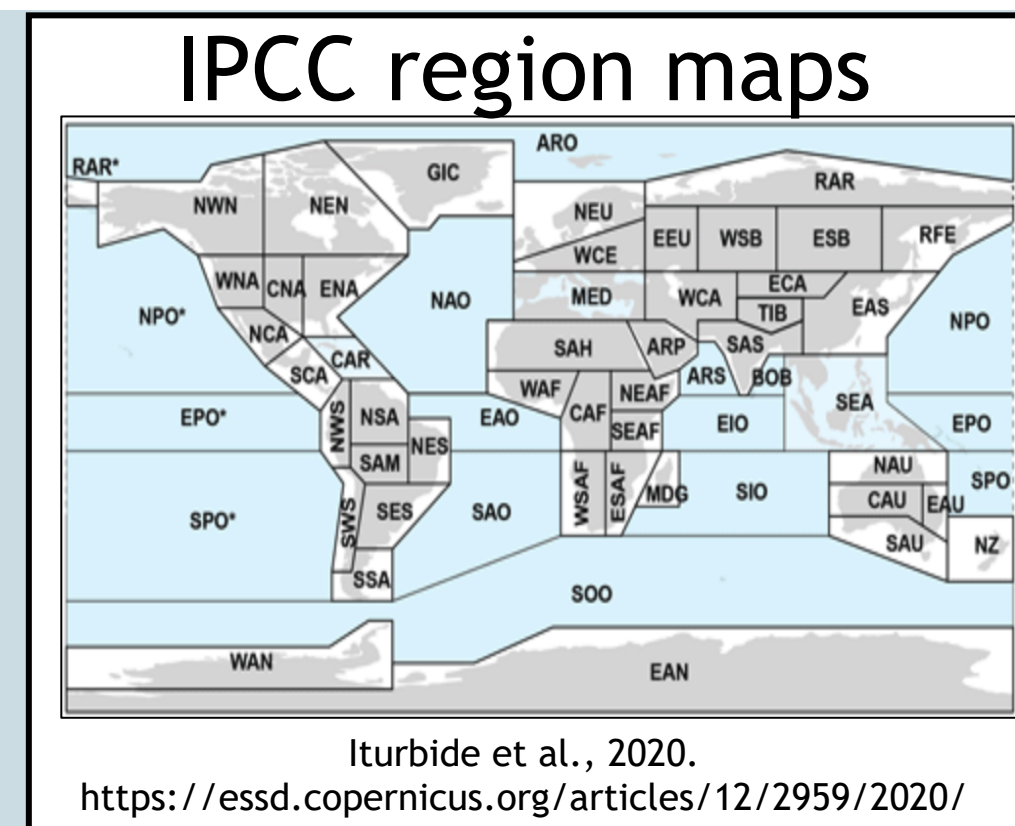 IPCC region maps
ARO
RAR*
GIC
RAR
NWN
NEN
NEU
EEU
WSB
ESB
RFE
WCE
WNA
CNA
ENA
NAO
MED
WCA
ECA
TIB
EAS
NPO*
NPO
NCA
CAR
SCA
SAH
ARP
SAS
ARS
BOB
WAF
CAF
NEAF
SEA
EPO*
NWS
NSA
NES
EAO
SEAF
EIO
EPO
SAM
WSAF
ESAF
MDG
SIO
NAU
SPO
CAU
EAU
SPO*
SWS
SES
SAO
SAU
NZ
SSA
SOO
WAN
EAN
Iturbide et al., 2020.
https://essd.copernicus.org/articles/12/2959/2020/